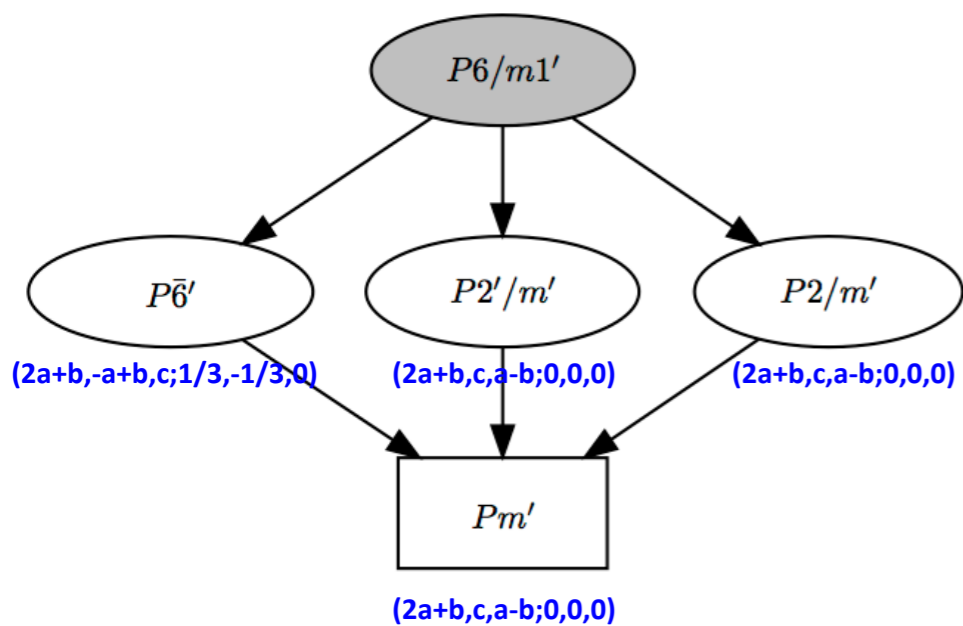 P6/m1′
P6̄′
P2′/m′
P2/m′
(2a+b,-a+b,c;1/3,-1/3,0)
(2a+b,c,a-b;0,0,0)
(2a+b,c,a-b;0,0,0)
Pm′
(2a+b,c,a-b;0,0,0)